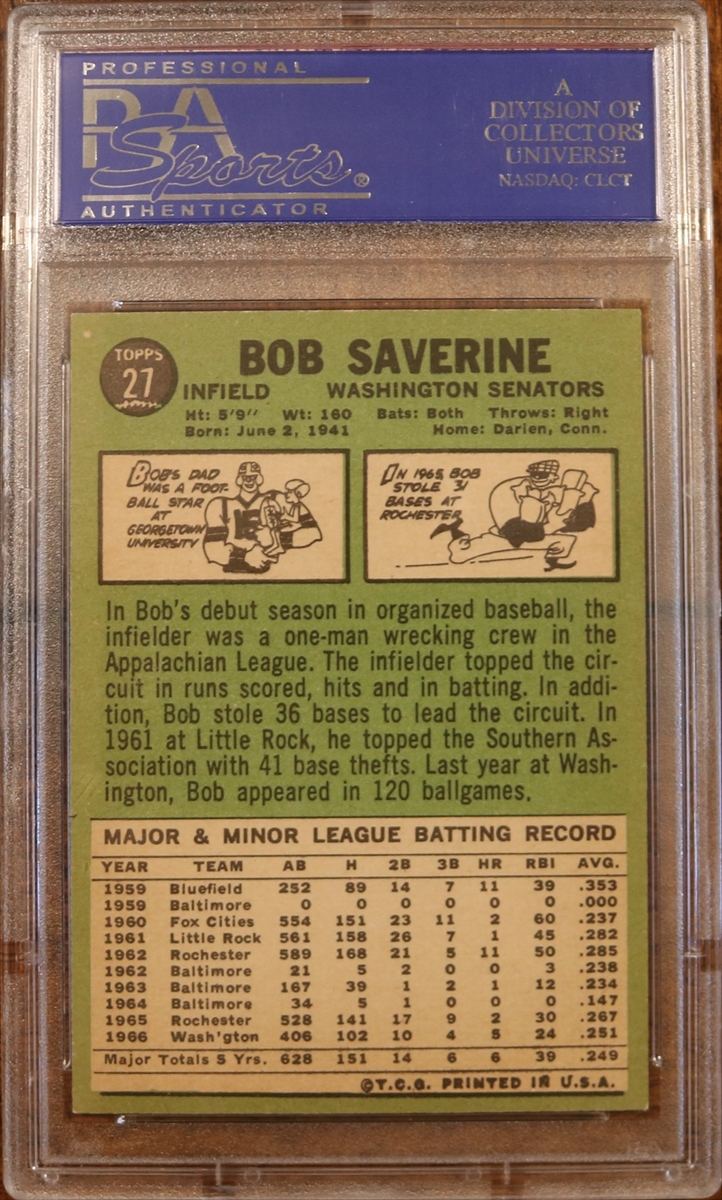 PROFESSIONAL
PSA
Sports®
AUTHENTICATOR
A
DIVISION OF
COLLECTORS
UNIVERSE
NASDAQ: CLCT
TOPPS
27
BOB SAVERINE
INFIELD WASHINGTON SENATORS
Ht: 5'9" Wt: 160 Bats: Both Throws: Right
Born: June 2, 1941 Home: Darien, Conn.
BOB'S DAD
WAS A FOOT-
BALL STAR
AT
GEORGETOWN
UNIVERSITY
IN 1965, BOB
STOLE 31
BASES AT
ROCHESTER
In Bob's debut season in organized baseball, the
infielder was a one-man wrecking crew in the
Appalachian League. The infielder topped the cir-
cuit in runs scored, hits and in batting. In addi-
tion, Bob stole 36 bases to lead the circuit. In
1961 at Little Rock, he topped the Southern As-
sociation with 41 base thefts. Last year at Wash-
ington, Bob appeared in 120 ballgames.
MAJOR & MINOR LEAGUE BATTING RECORD
YEAR TEAM AB H 2B 3B HR RBI AVG.
1959 Bluefield 252 89 14 7 11 39 .353
1959 Baltimore 0 0 0 0 0 0 .000
1960 Fox Cities 554 151 23 11 2 60 .237
1961 Little Rock 561 158 26 7 1 45 .282
1962 Rochester 589 168 21 5 11 50 .285
1962 Baltimore 21 5 2 0 0 3 .238
1963 Baltimore 167 39 1 2 1 12 .234
1964 Baltimore 34 5 1 0 0 0 .147
1965 Rochester 528 141 17 9 2 30 .267
1966 Wash'gton 406 102 10 4 5 24 .251
Major Totals 5 Yrs. 628 151 14 6 6 39 .249
©T.C.G. PRINTED IN U.S.A.